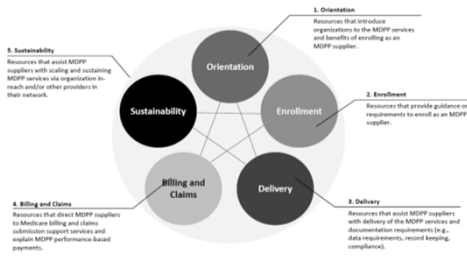 1. Orientation
Resources that introduce
organizations to the MDPP services
and benefits of enrolling as an
MDPP supplier.
5. Sustainability
Resources that assist MDPP
suppliers with scaling and sustaining
MDPP services via organization in-
reach and/or other providers in
their network.
Orientation
Sustainability
Enrollment
2. Enrollment
Resources that provide guidance on
requirements to enroll as an MDPP
supplier.
Billing and
Claims
Delivery
4. Billing and Claims
Resources that direct MDPP suppliers
to Medicare billing and claims
submission support services and
explain MDPP performance-based
payments.
3. Delivery
Resources that assist MDPP suppliers
with delivery of the MDPP services and
documentation requirements (e.g.,
data requirements, record keeping,
compliance).